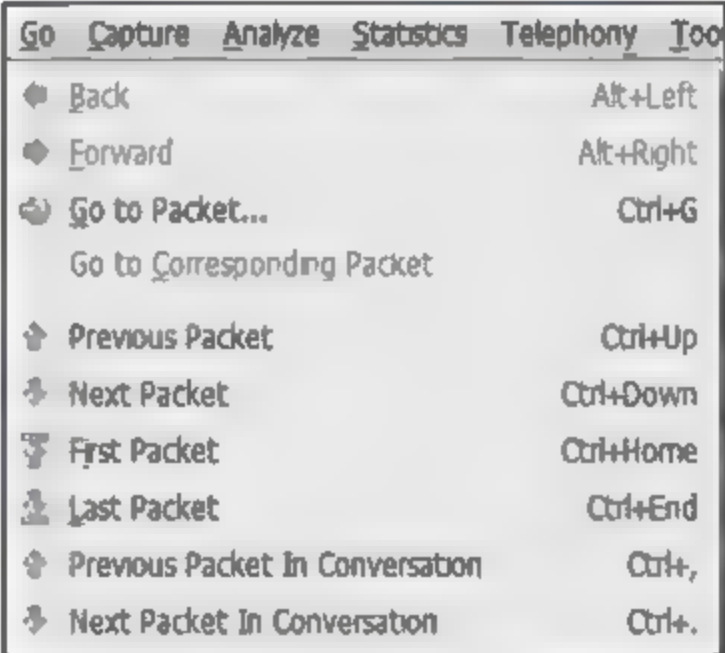 Go Capture Analyze Statistics Telephony Too
Back Alt+Left
Forward Alt+Right
Go to Packet... Ctrl+G
Go to Corresponding Packet
Previous Packet Ctrl+Up
Next Packet Ctrl+Down
First Packet Ctrl+Home
Last Packet Ctrl+End
Previous Packet In Conversation Ctrl+,
Next Packet In Conversation Ctrl+.